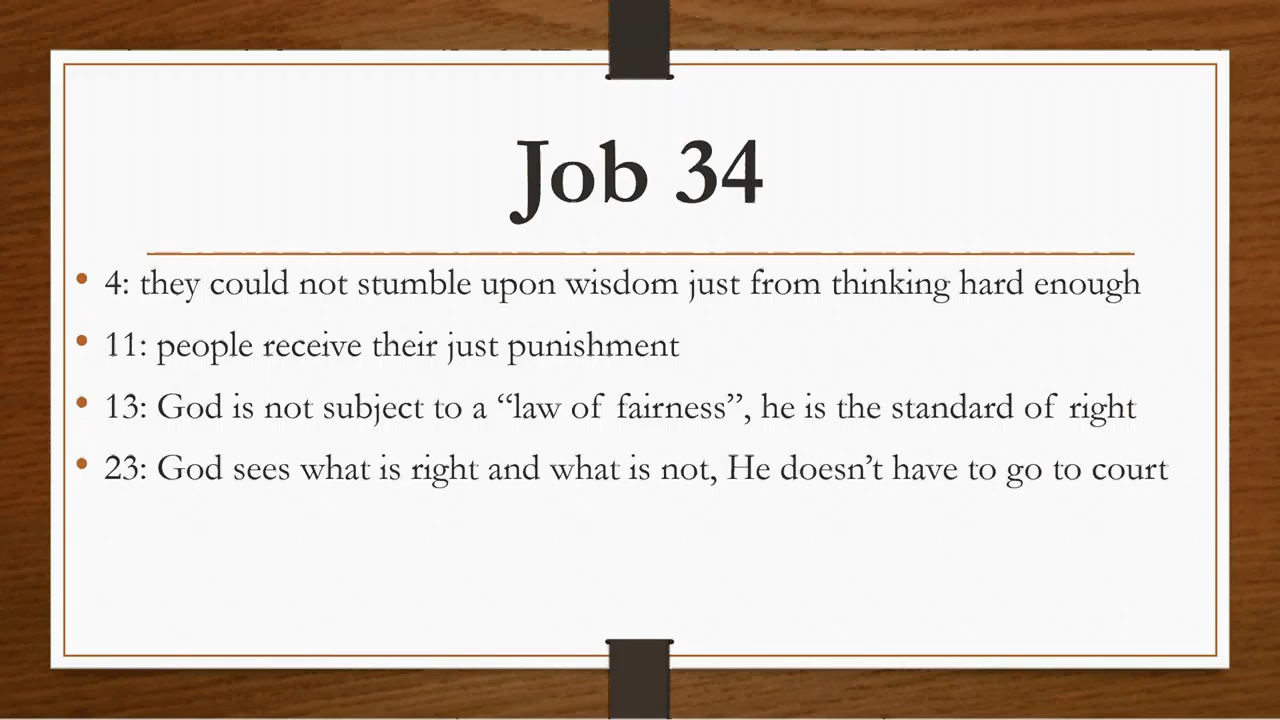 Job 34
• 4: they could not stumble upon wisdom just from thinking hard enough
• 11: people receive their just punishment
• 13: God is not subject to a “law of fairness”, he is the standard of right
• 23: God sees what is right and what is not, He doesn’t have to go to court